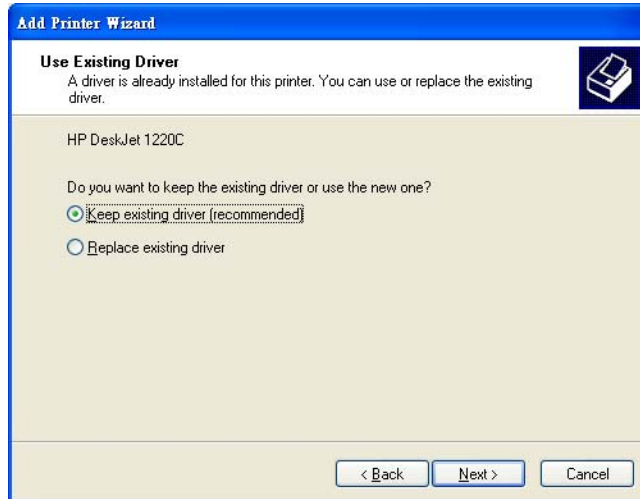 Add Printer Wizard
Use Existing Driver
A driver is already installed for this printer. You can use or replace the existing
driver.
HP DeskJet 1220C
Do you want to keep the existing driver or use the new one?
Keep existing driver (recommended)
Replace existing driver
< Back Next > Cancel